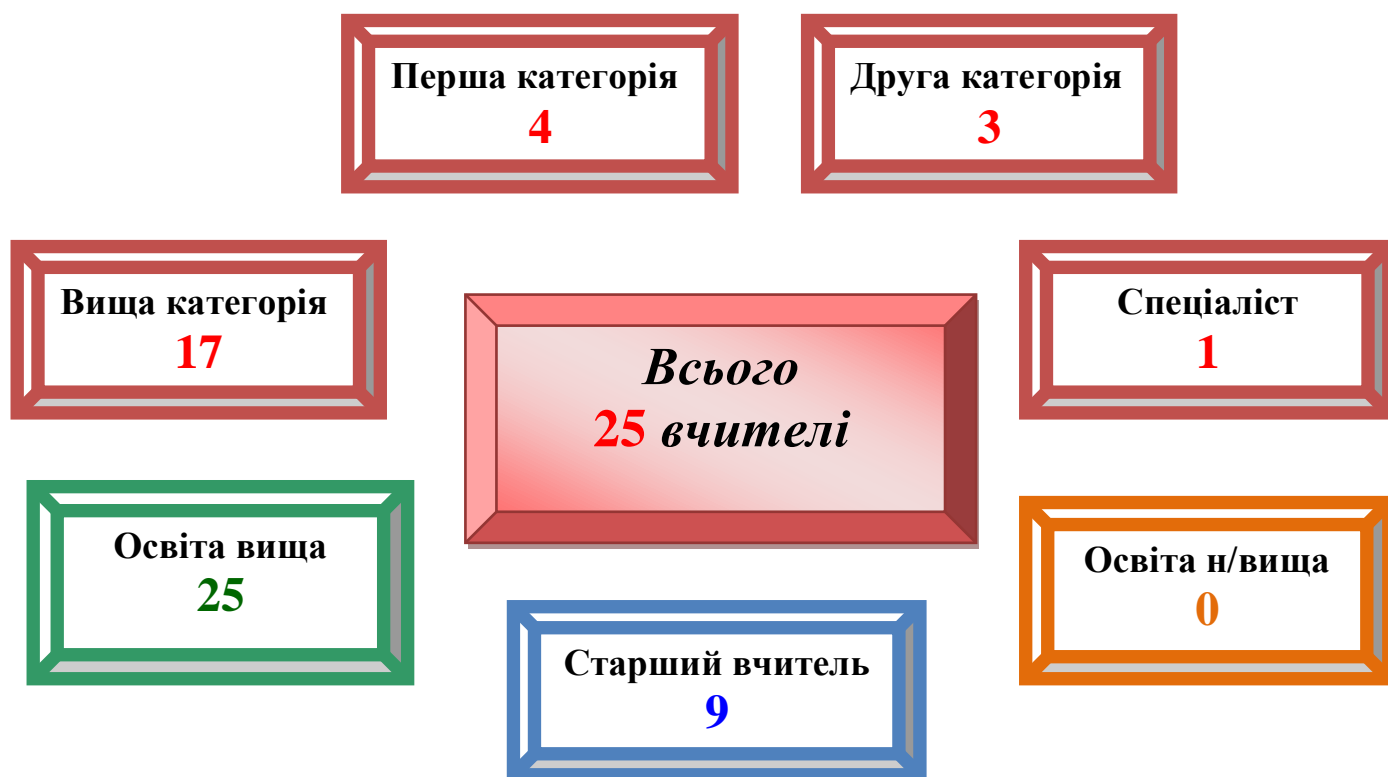 Перша категорія
4
Друга категорія
3
Вища категорія
17
Всього
25 вчителі
Спеціаліст
1
Освіта вища
25
Старший вчитель
9
Освіта н/вища
0